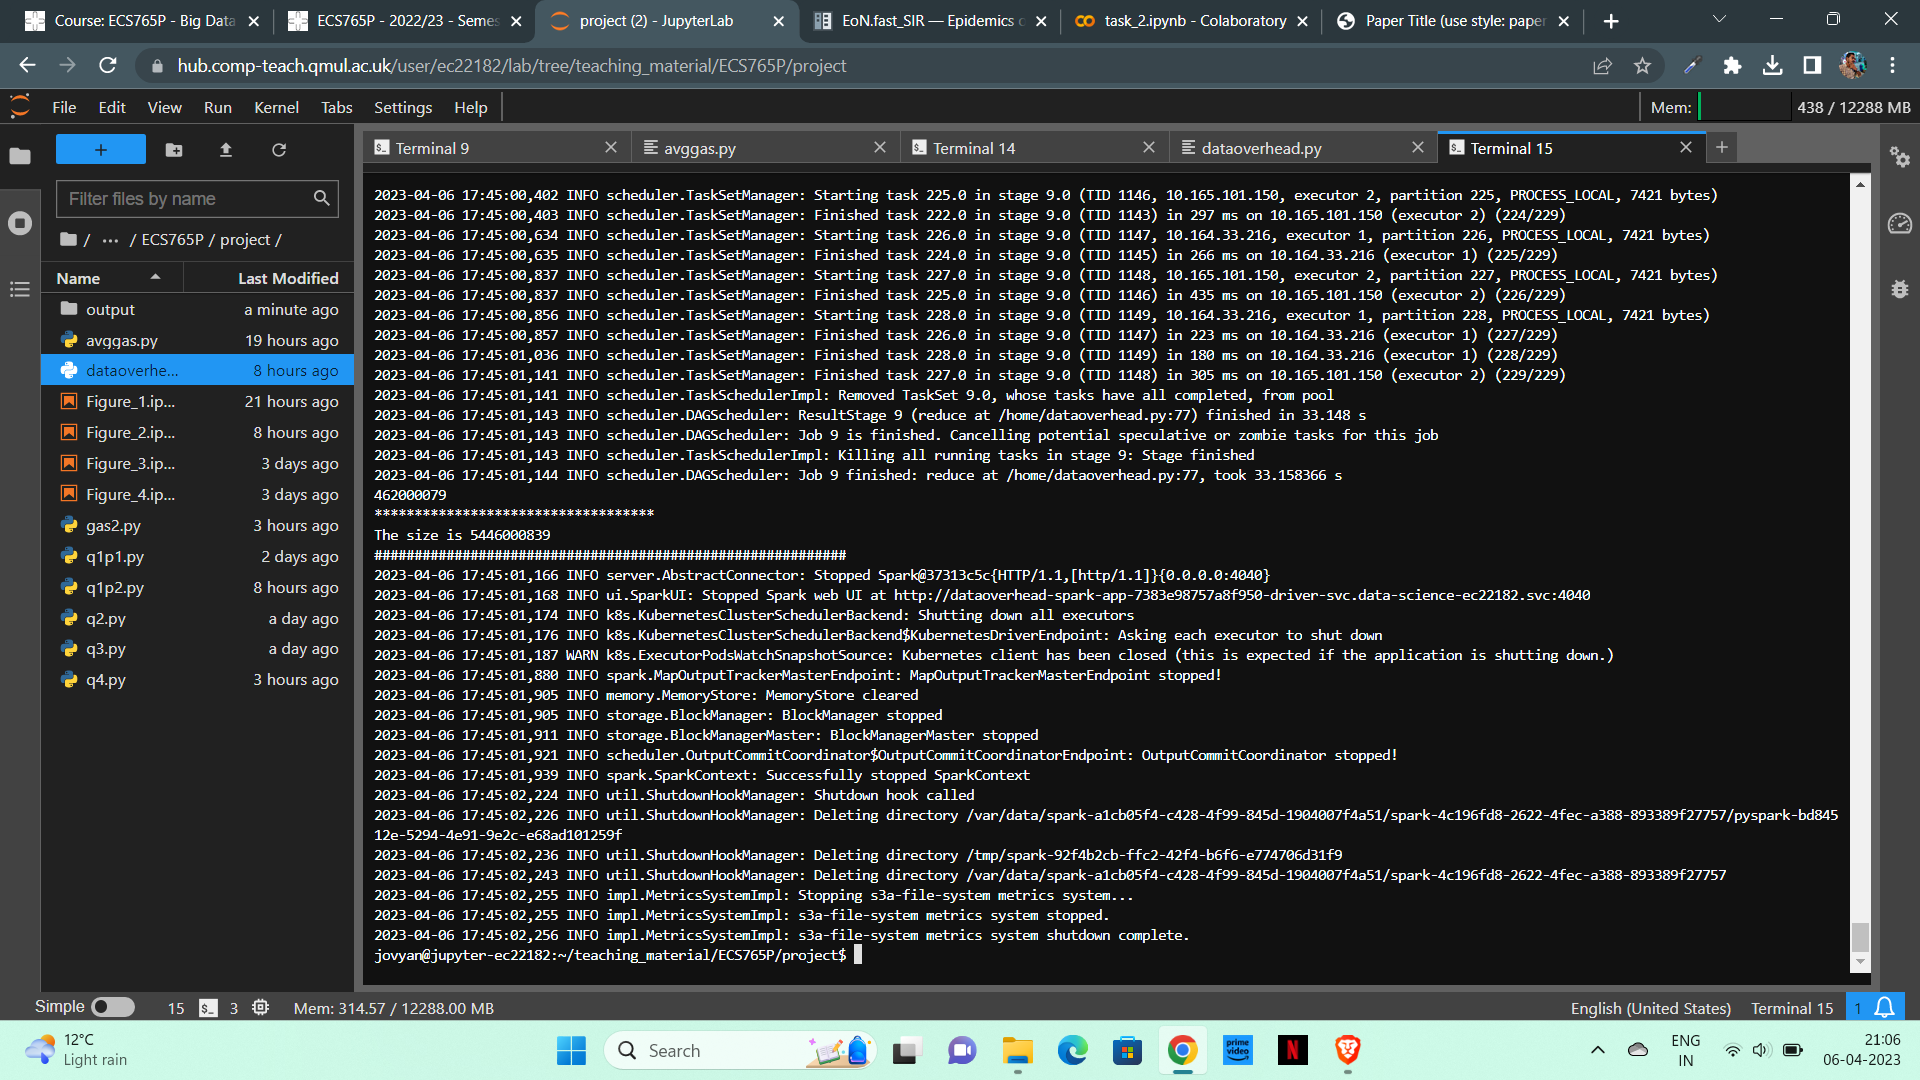 Course: ECS765P - Big Data
ECS765P - 2022/23 - Semes
project (2) - JupyterLab
EoN.fast_SIR — Epidemics o
task_2.ipynb - Colaboratory
Paper Title (use style: paper
hub.comp-teach.qmul.ac.uk/user/ec22182/lab/tree/teaching_material/ECS765P/project
File Edit View Run Kernel Tabs Settings Help
Mem: 438 / 12288 MB
Terminal 9
avggas.py
Terminal 14
dataoverhead.py
Terminal 15
Filter files by name
/ ··· / ECS765P / project /
Name Last Modified
output a minute ago
avggas.py 19 hours ago
dataoverhe... 8 hours ago
Figure_1.ip... 21 hours ago
Figure_2.ip... 8 hours ago
Figure_3.ip... 3 days ago
Figure_4.ip... 3 days ago
gas2.py 3 hours ago
q1p1.py 2 days ago
q1p2.py 8 hours ago
q2.py a day ago
q3.py a day ago
q4.py 3 hours ago
2023-04-06 17:45:00,402 INFO scheduler.TaskSetManager: Starting task 225.0 in stage 9.0 (TID 1146, 10.165.101.150, executor 2, partition 225, PROCESS_LOCAL, 7421 bytes)
2023-04-06 17:45:00,403 INFO scheduler.TaskSetManager: Finished task 222.0 in stage 9.0 (TID 1143) in 297 ms on 10.165.101.150 (executor 2) (224/229)
2023-04-06 17:45:00,634 INFO scheduler.TaskSetManager: Starting task 226.0 in stage 9.0 (TID 1147, 10.164.33.216, executor 1, partition 226, PROCESS_LOCAL, 7421 bytes)
2023-04-06 17:45:00,635 INFO scheduler.TaskSetManager: Finished task 224.0 in stage 9.0 (TID 1145) in 266 ms on 10.164.33.216 (executor 1) (225/229)
2023-04-06 17:45:00,837 INFO scheduler.TaskSetManager: Starting task 227.0 in stage 9.0 (TID 1148, 10.165.101.150, executor 2, partition 227, PROCESS_LOCAL, 7421 bytes)
2023-04-06 17:45:00,837 INFO scheduler.TaskSetManager: Finished task 225.0 in stage 9.0 (TID 1146) in 435 ms on 10.165.101.150 (executor 2) (226/229)
2023-04-06 17:45:00,856 INFO scheduler.TaskSetManager: Starting task 228.0 in stage 9.0 (TID 1149, 10.164.33.216, executor 1, partition 228, PROCESS_LOCAL, 7421 bytes)
2023-04-06 17:45:00,857 INFO scheduler.TaskSetManager: Finished task 226.0 in stage 9.0 (TID 1147) in 223 ms on 10.164.33.216 (executor 1) (227/229)
2023-04-06 17:45:01,036 INFO scheduler.TaskSetManager: Finished task 228.0 in stage 9.0 (TID 1149) in 180 ms on 10.164.33.216 (executor 1) (228/229)
2023-04-06 17:45:01,141 INFO scheduler.TaskSetManager: Finished task 227.0 in stage 9.0 (TID 1148) in 305 ms on 10.165.101.150 (executor 2) (229/229)
2023-04-06 17:45:01,141 INFO scheduler.TaskSchedulerImpl: Removed TaskSet 9.0, whose tasks have all completed, from pool
2023-04-06 17:45:01,143 INFO scheduler.DAGScheduler: ResultStage 9 (reduce at /home/dataoverhead.py:77) finished in 33.148 s
2023-04-06 17:45:01,143 INFO scheduler.DAGScheduler: Job 9 is finished. Cancelling potential speculative or zombie tasks for this job
2023-04-06 17:45:01,143 INFO scheduler.TaskSchedulerImpl: Killing all running tasks in stage 9: Stage finished
2023-04-06 17:45:01,144 INFO scheduler.DAGScheduler: Job 9 finished: reduce at /home/dataoverhead.py:77, took 33.158366 s
462000079
***********************************
The size is 5446000839
###########################################################
2023-04-06 17:45:01,166 INFO server.AbstractConnector: Stopped Spark@37313c5c{HTTP/1.1,[http/1.1]}{0.0.0.0:4040}
2023-04-06 17:45:01,168 INFO ui.SparkUI: Stopped Spark web UI at http://dataoverhead-spark-app-7383e98757a8f950-driver-svc.data-science-ec22182.svc:4040
2023-04-06 17:45:01,174 INFO k8s.KubernetesClusterSchedulerBackend: Shutting down all executors
2023-04-06 17:45:01,176 INFO k8s.KubernetesClusterSchedulerBackend$KubernetesDriverEndpoint: Asking each executor to shut down
2023-04-06 17:45:01,187 WARN k8s.ExecutorPodsWatchSnapshotSource: Kubernetes client has been closed (this is expected if the application is shutting down.)
2023-04-06 17:45:01,880 INFO spark.MapOutputTrackerMasterEndpoint: MapOutputTrackerMasterEndpoint stopped!
2023-04-06 17:45:01,905 INFO memory.MemoryStore: MemoryStore cleared
2023-04-06 17:45:01,905 INFO storage.BlockManager: BlockManager stopped
2023-04-06 17:45:01,911 INFO storage.BlockManagerMaster: BlockManagerMaster stopped
2023-04-06 17:45:01,921 INFO scheduler.OutputCommitCoordinator$OutputCommitCoordinatorEndpoint: OutputCommitCoordinator stopped!
2023-04-06 17:45:01,939 INFO spark.SparkContext: Successfully stopped SparkContext
2023-04-06 17:45:02,224 INFO util.ShutdownHookManager: Shutdown hook called
2023-04-06 17:45:02,226 INFO util.ShutdownHookManager: Deleting directory /var/data/spark-a1cb05f4-c428-4f99-845d-1904007f4a51/spark-4c196fd8-2622-4fec-a388-893389f27757/pyspark-bd845
12e-5294-4e91-9e2c-e68ad101259f
2023-04-06 17:45:02,236 INFO util.ShutdownHookManager: Deleting directory /tmp/spark-92f4b2cb-ffc2-42f4-b6f6-e774706d31f9
2023-04-06 17:45:02,243 INFO util.ShutdownHookManager: Deleting directory /var/data/spark-a1cb05f4-c428-4f99-845d-1904007f4a51/spark-4c196fd8-2622-4fec-a388-893389f27757
2023-04-06 17:45:02,255 INFO impl.MetricsSystemImpl: Stopping s3a-file-system metrics system...
2023-04-06 17:45:02,255 INFO impl.MetricsSystemImpl: s3a-file-system metrics system stopped.
2023-04-06 17:45:02,256 INFO impl.MetricsSystemImpl: s3a-file-system metrics system shutdown complete.
jovyan@jupyter-ec22182:~/teaching_material/ECS765P/project$
Simple 15 3 Mem: 314.57 / 12288.00 MB
English (United States) Terminal 15 1
12°C
Light rain
Search
prime video
N
ENG
IN
21:06
06-04-2023